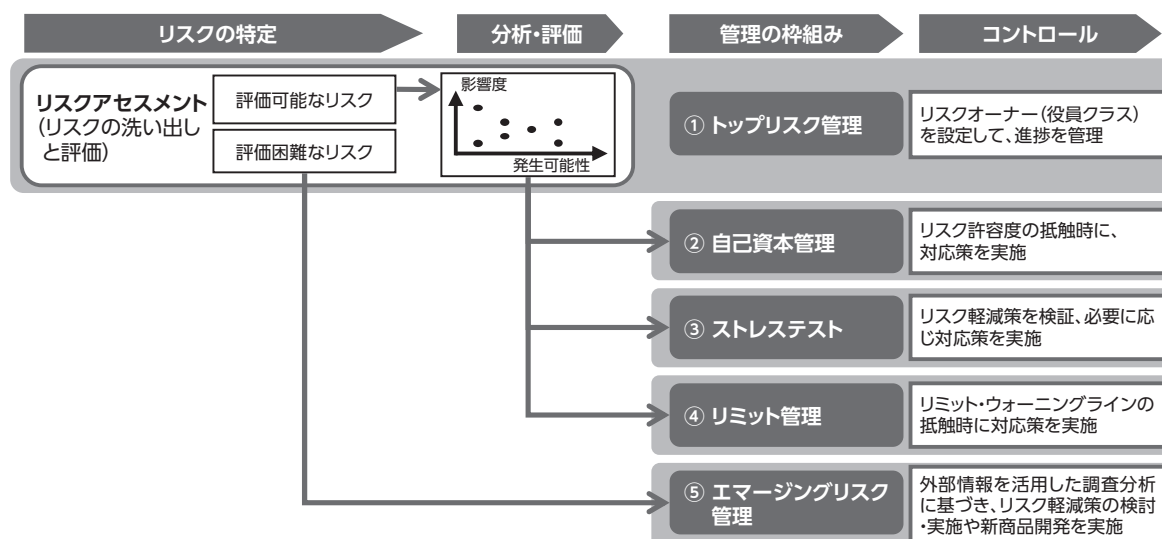 リスクの特定
分析・評価
管理の枠組み
コントロール
リスクアセスメント
(リスクの洗い出し
と評価)
評価可能なリスク
評価困難なリスク
影響度
発生可能性
① トップリスク管理
リスクオーナー(役員クラス)
を設定して、進捗を管理
② 自己資本管理
リスク許容度の抵触時に、
対応策を実施
③ ストレステスト
リスク軽減策を検証、必要に応
じ対応策を実施
④ リミット管理
リミット・ウォーニングラインの
抵触時に対応策を実施
⑤ エマージングリスク
管理
外部情報を活用した調査分析
に基づき、リスク軽減策の検討
・実施や新商品開発を実施